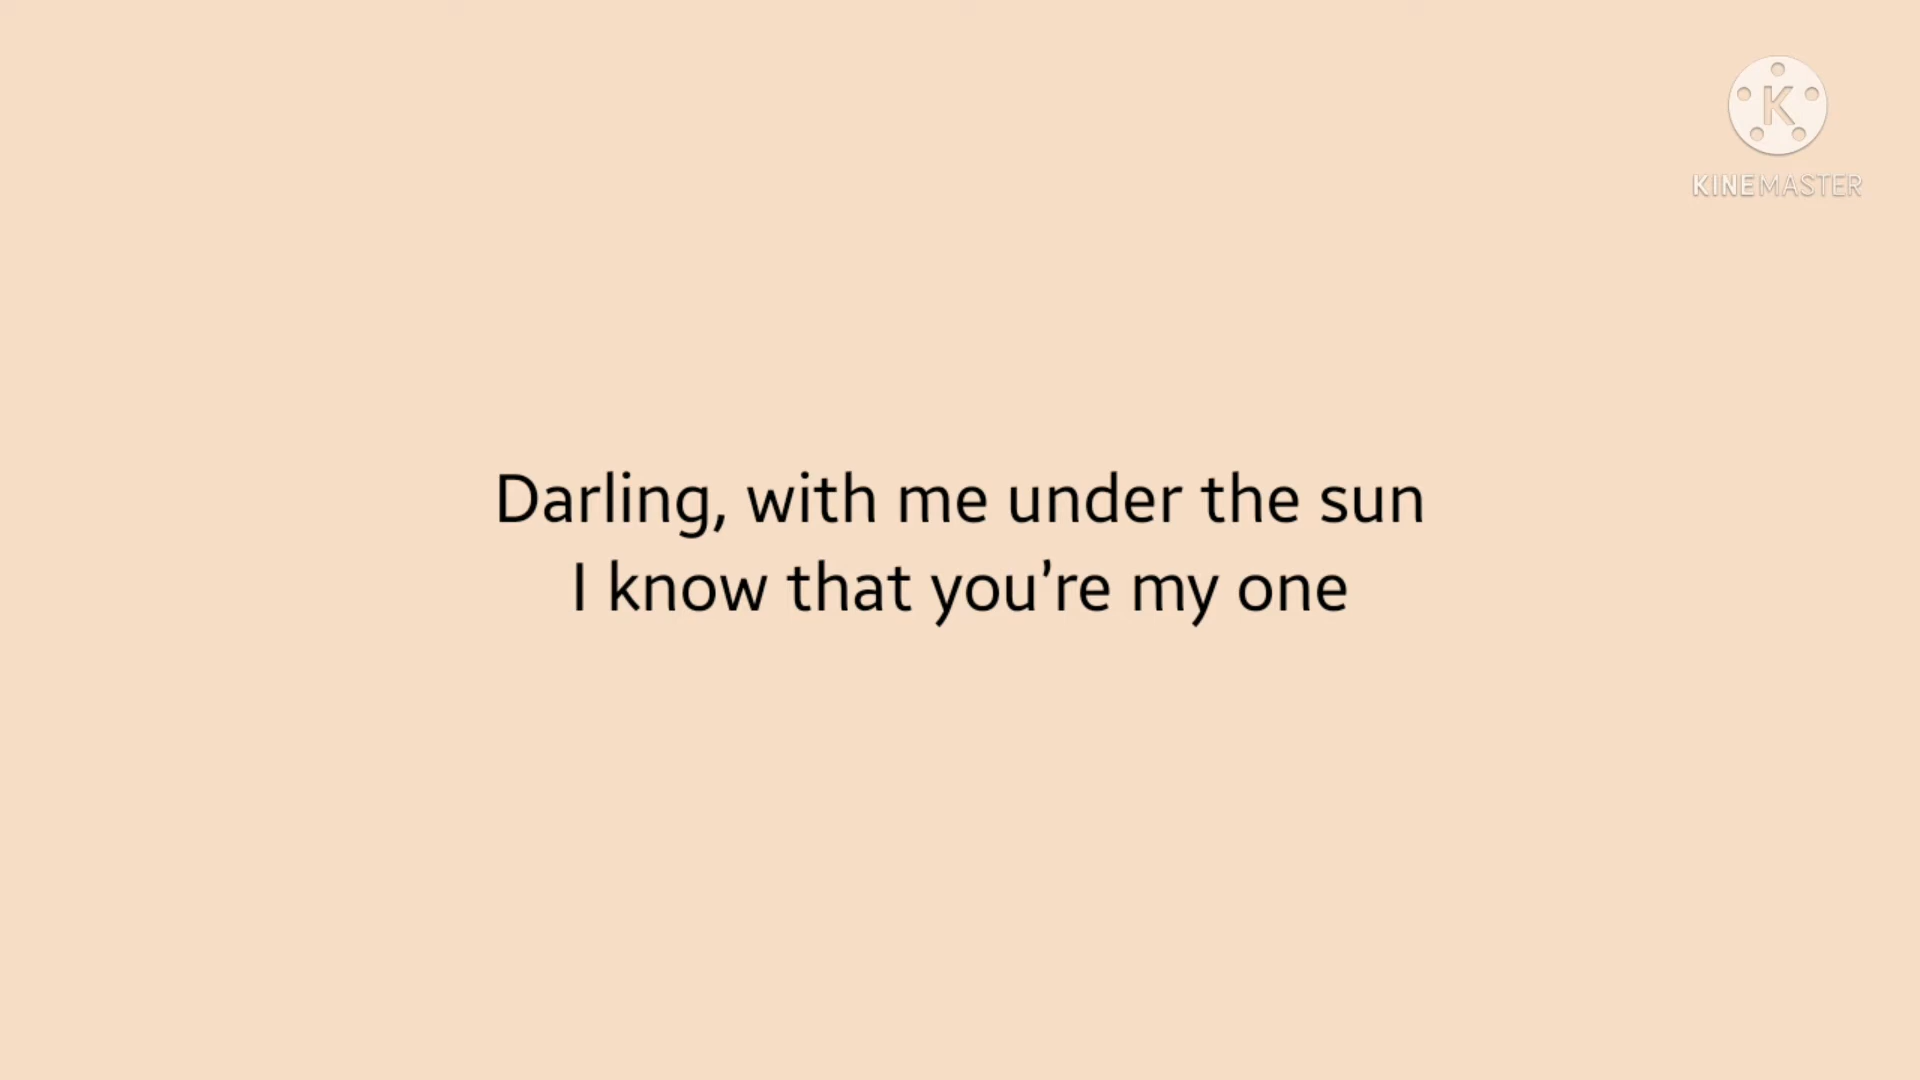 K
KINEMASTER
Darling, with me under the sun
I know that you’re my one